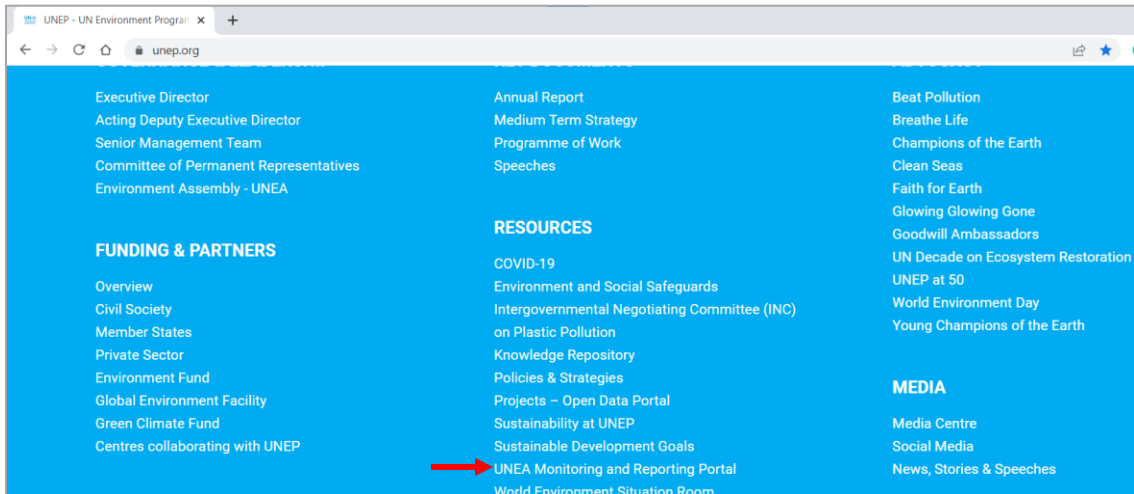 UNEP - UN Environment Program
unep.org
Executive Director
Acting Deputy Executive Director
Senior Management Team
Committee of Permanent Representatives
Environment Assembly - UNEA
FUNDING & PARTNERS
Overview
Civil Society
Member States
Private Sector
Environment Fund
Global Environment Facility
Green Climate Fund
Centres collaborating with UNEP
Annual Report
Medium Term Strategy
Programme of Work
Speeches
RESOURCES
COVID-19
Environment and Social Safeguards
Intergovernmental Negotiating Committee (INC)
on Plastic Pollution
Knowledge Repository
Policies & Strategies
Projects – Open Data Portal
Sustainability at UNEP
Sustainable Development Goals
UNEA Monitoring and Reporting Portal
World Environment Situation Room
Beat Pollution
Breathe Life
Champions of the Earth
Clean Seas
Faith for Earth
Glowing Glowing Gone
Goodwill Ambassadors
UN Decade on Ecosystem Restoration
UNEP at 50
World Environment Day
Young Champions of the Earth
MEDIA
Media Centre
Social Media
News, Stories & Speeches